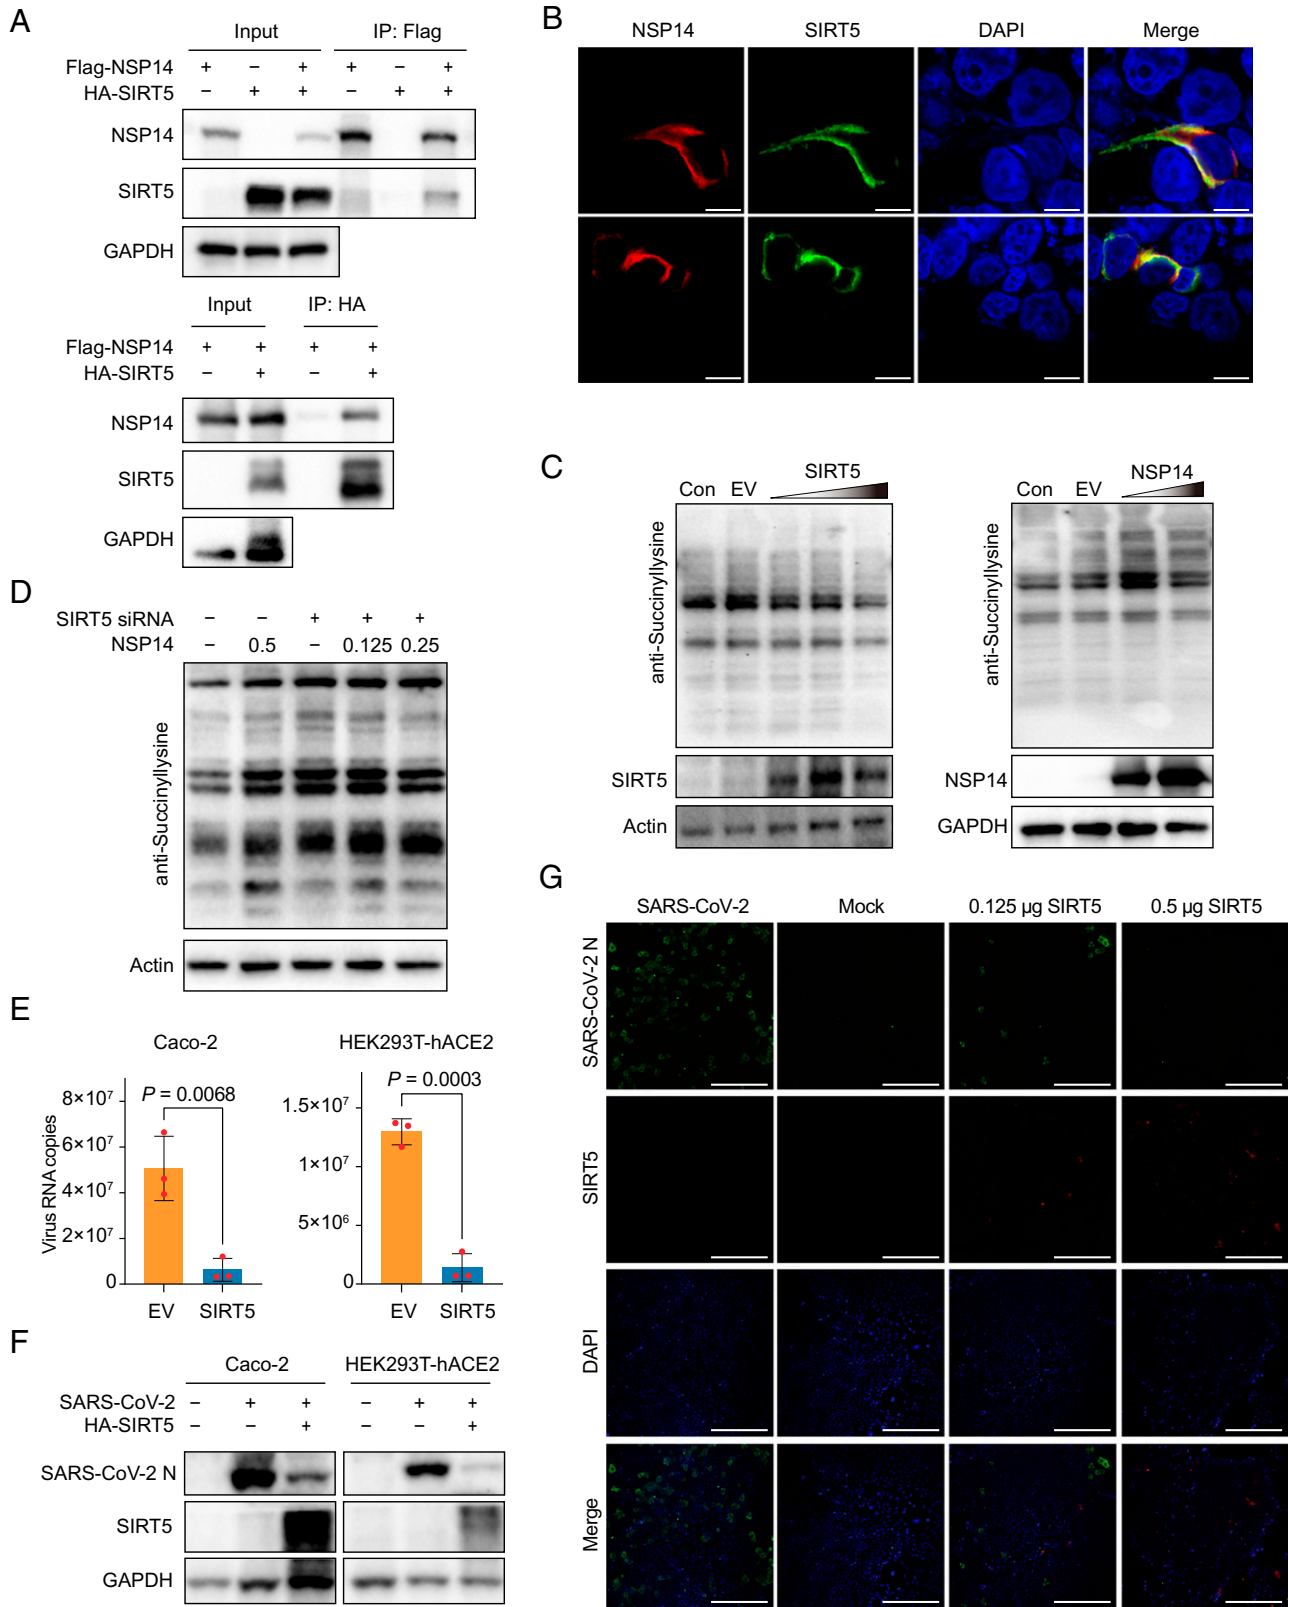 A
Input IP: Flag
Flag-NSP14 + – + + – +
HA-SIRT5 – + + – + +
NSP14
SIRT5
GAPDH
Input IP: HA
Flag-NSP14 + + + +
HA-SIRT5 – + – +
NSP14
SIRT5
GAPDH
B
NSP14 SIRT5 DAPI Merge
C
Con EV SIRT5
anti-Succinyllysine
SIRT5
Actin
Con EV NSP14
anti-Succinyllysine
NSP14
GAPDH
D
SIRT5 siRNA – – + + +
NSP14 – 0.5 – 0.125 0.25
anti-Succinyllysine
Actin
E
Caco-2
Virus RNA copies
8×10⁷
6×10⁷
4×10⁷
2×10⁷
0
P = 0.0068
EV SIRT5
HEK293T-hACE2
1.5×10⁷
1×10⁷
5×10⁶
0
P = 0.0003
EV SIRT5
F
Caco-2 HEK293T-hACE2
SARS-CoV-2 – + + – + +
HA-SIRT5 – – + – – +
SARS-CoV-2 N
SIRT5
GAPDH
G
SARS-CoV-2 Mock 0.125 µg SIRT5 0.5 µg SIRT5
SARS-CoV-2 N
SIRT5
DAPI
Merge